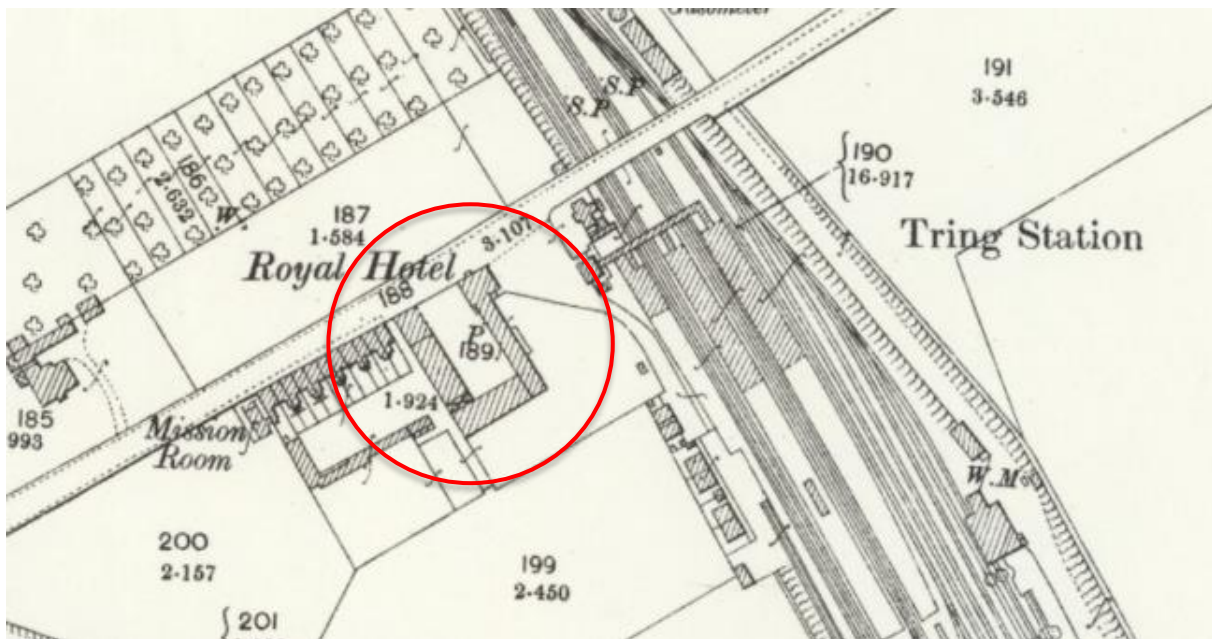 Gasometer
191
3·546
S.P
S.P
190
16·917
186
2·632
W.
187
1·584
3·107
Tring Station
Royal Hotel
188
P
189
1·924
185
993
Mission
Room
W.M
200
2·157
199
2·450
201